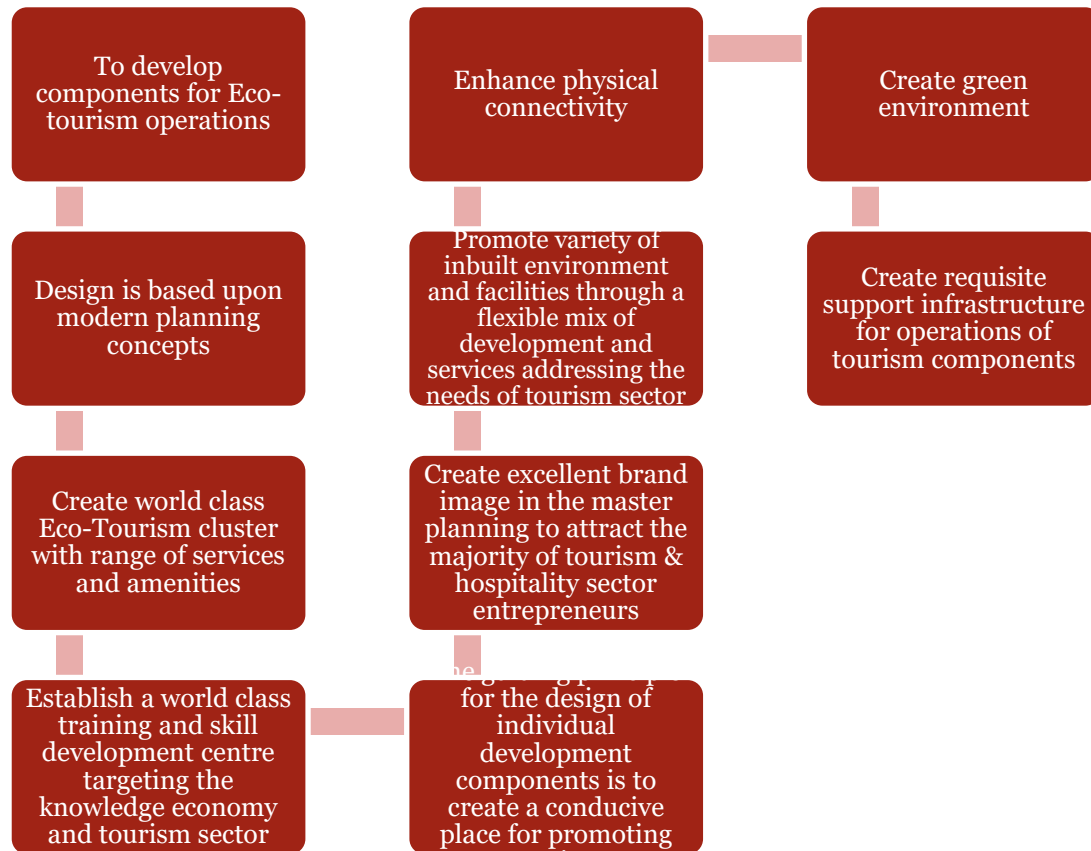 To develop
components for Eco-
tourism operations
Design is based upon
modern planning
concepts
Create world class
Eco-Tourism cluster
with range of services
and amenities
Establish a world class
training and skill
development centre
targeting the
knowledge economy
and tourism sector
for the design of
individual
development
components is to
create a conducive
place for promoting
Create excellent brand
image in the master
planning to attract the
majority of tourism &
hospitality sector
entrepreneurs
Promote variety of
inbuilt environment
and facilities through a
flexible mix of
development and
services addressing the
needs of tourism sector
Enhance physical
connectivity
Create green
environment
Create requisite
support infrastructure
for operations of
tourism components